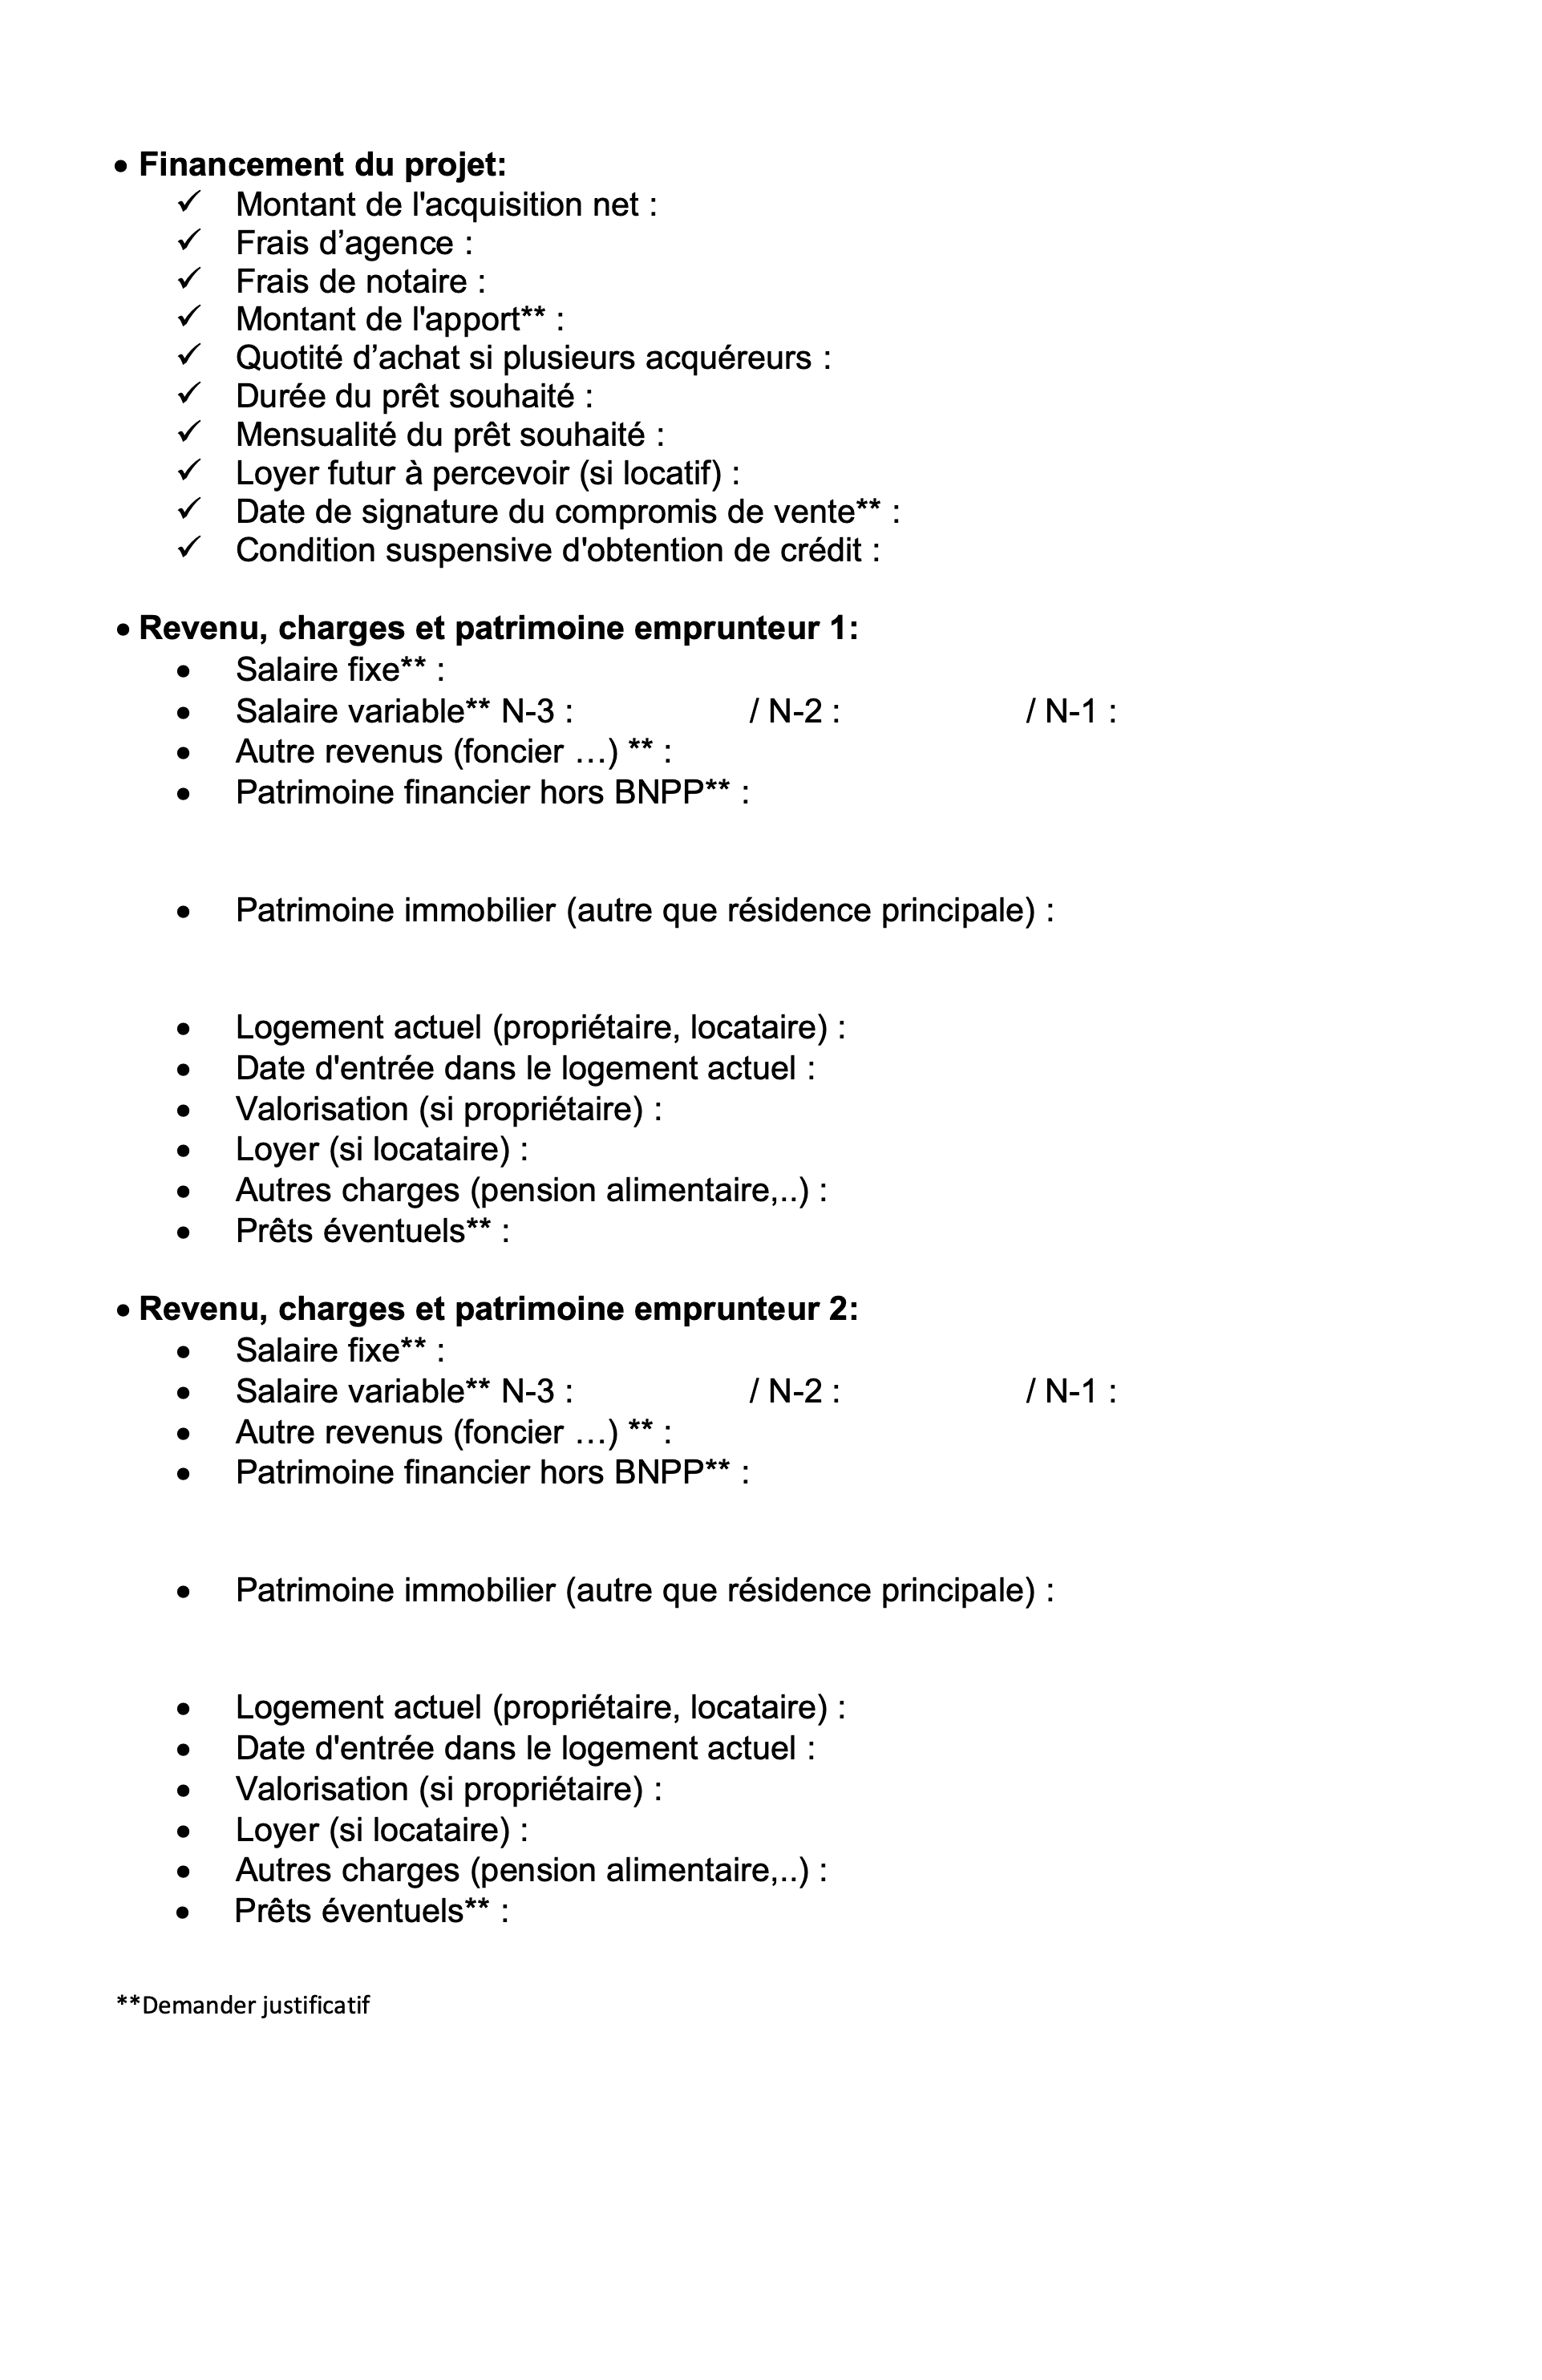 • Financement du projet:
✓ Montant de l'acquisition net :
✓ Frais d’agence :
✓ Frais de notaire :
✓ Montant de l'apport** :
✓ Quotité d’achat si plusieurs acquéreurs :
✓ Durée du prêt souhaité :
✓ Mensualité du prêt souhaité :
✓ Loyer futur à percevoir (si locatif) :
✓ Date de signature du compromis de vente** :
✓ Condition suspensive d'obtention de crédit :
• Revenu, charges et patrimoine emprunteur 1:
• Salaire fixe** :
• Salaire variable** N-3 : / N-2 : / N-1 :
• Autre revenus (foncier …) ** :
• Patrimoine financier hors BNPP** :
• Patrimoine immobilier (autre que résidence principale) :
• Logement actuel (propriétaire, locataire) :
• Date d'entrée dans le logement actuel :
• Valorisation (si propriétaire) :
• Loyer (si locataire) :
• Autres charges (pension alimentaire,..) :
• Prêts éventuels** :
• Revenu, charges et patrimoine emprunteur 2:
• Salaire fixe** :
• Salaire variable** N-3 : / N-2 : / N-1 :
• Autre revenus (foncier …) ** :
• Patrimoine financier hors BNPP** :
• Patrimoine immobilier (autre que résidence principale) :
• Logement actuel (propriétaire, locataire) :
• Date d'entrée dans le logement actuel :
• Valorisation (si propriétaire) :
• Loyer (si locataire) :
• Autres charges (pension alimentaire,..) :
• Prêts éventuels** :
**Demander justificatif